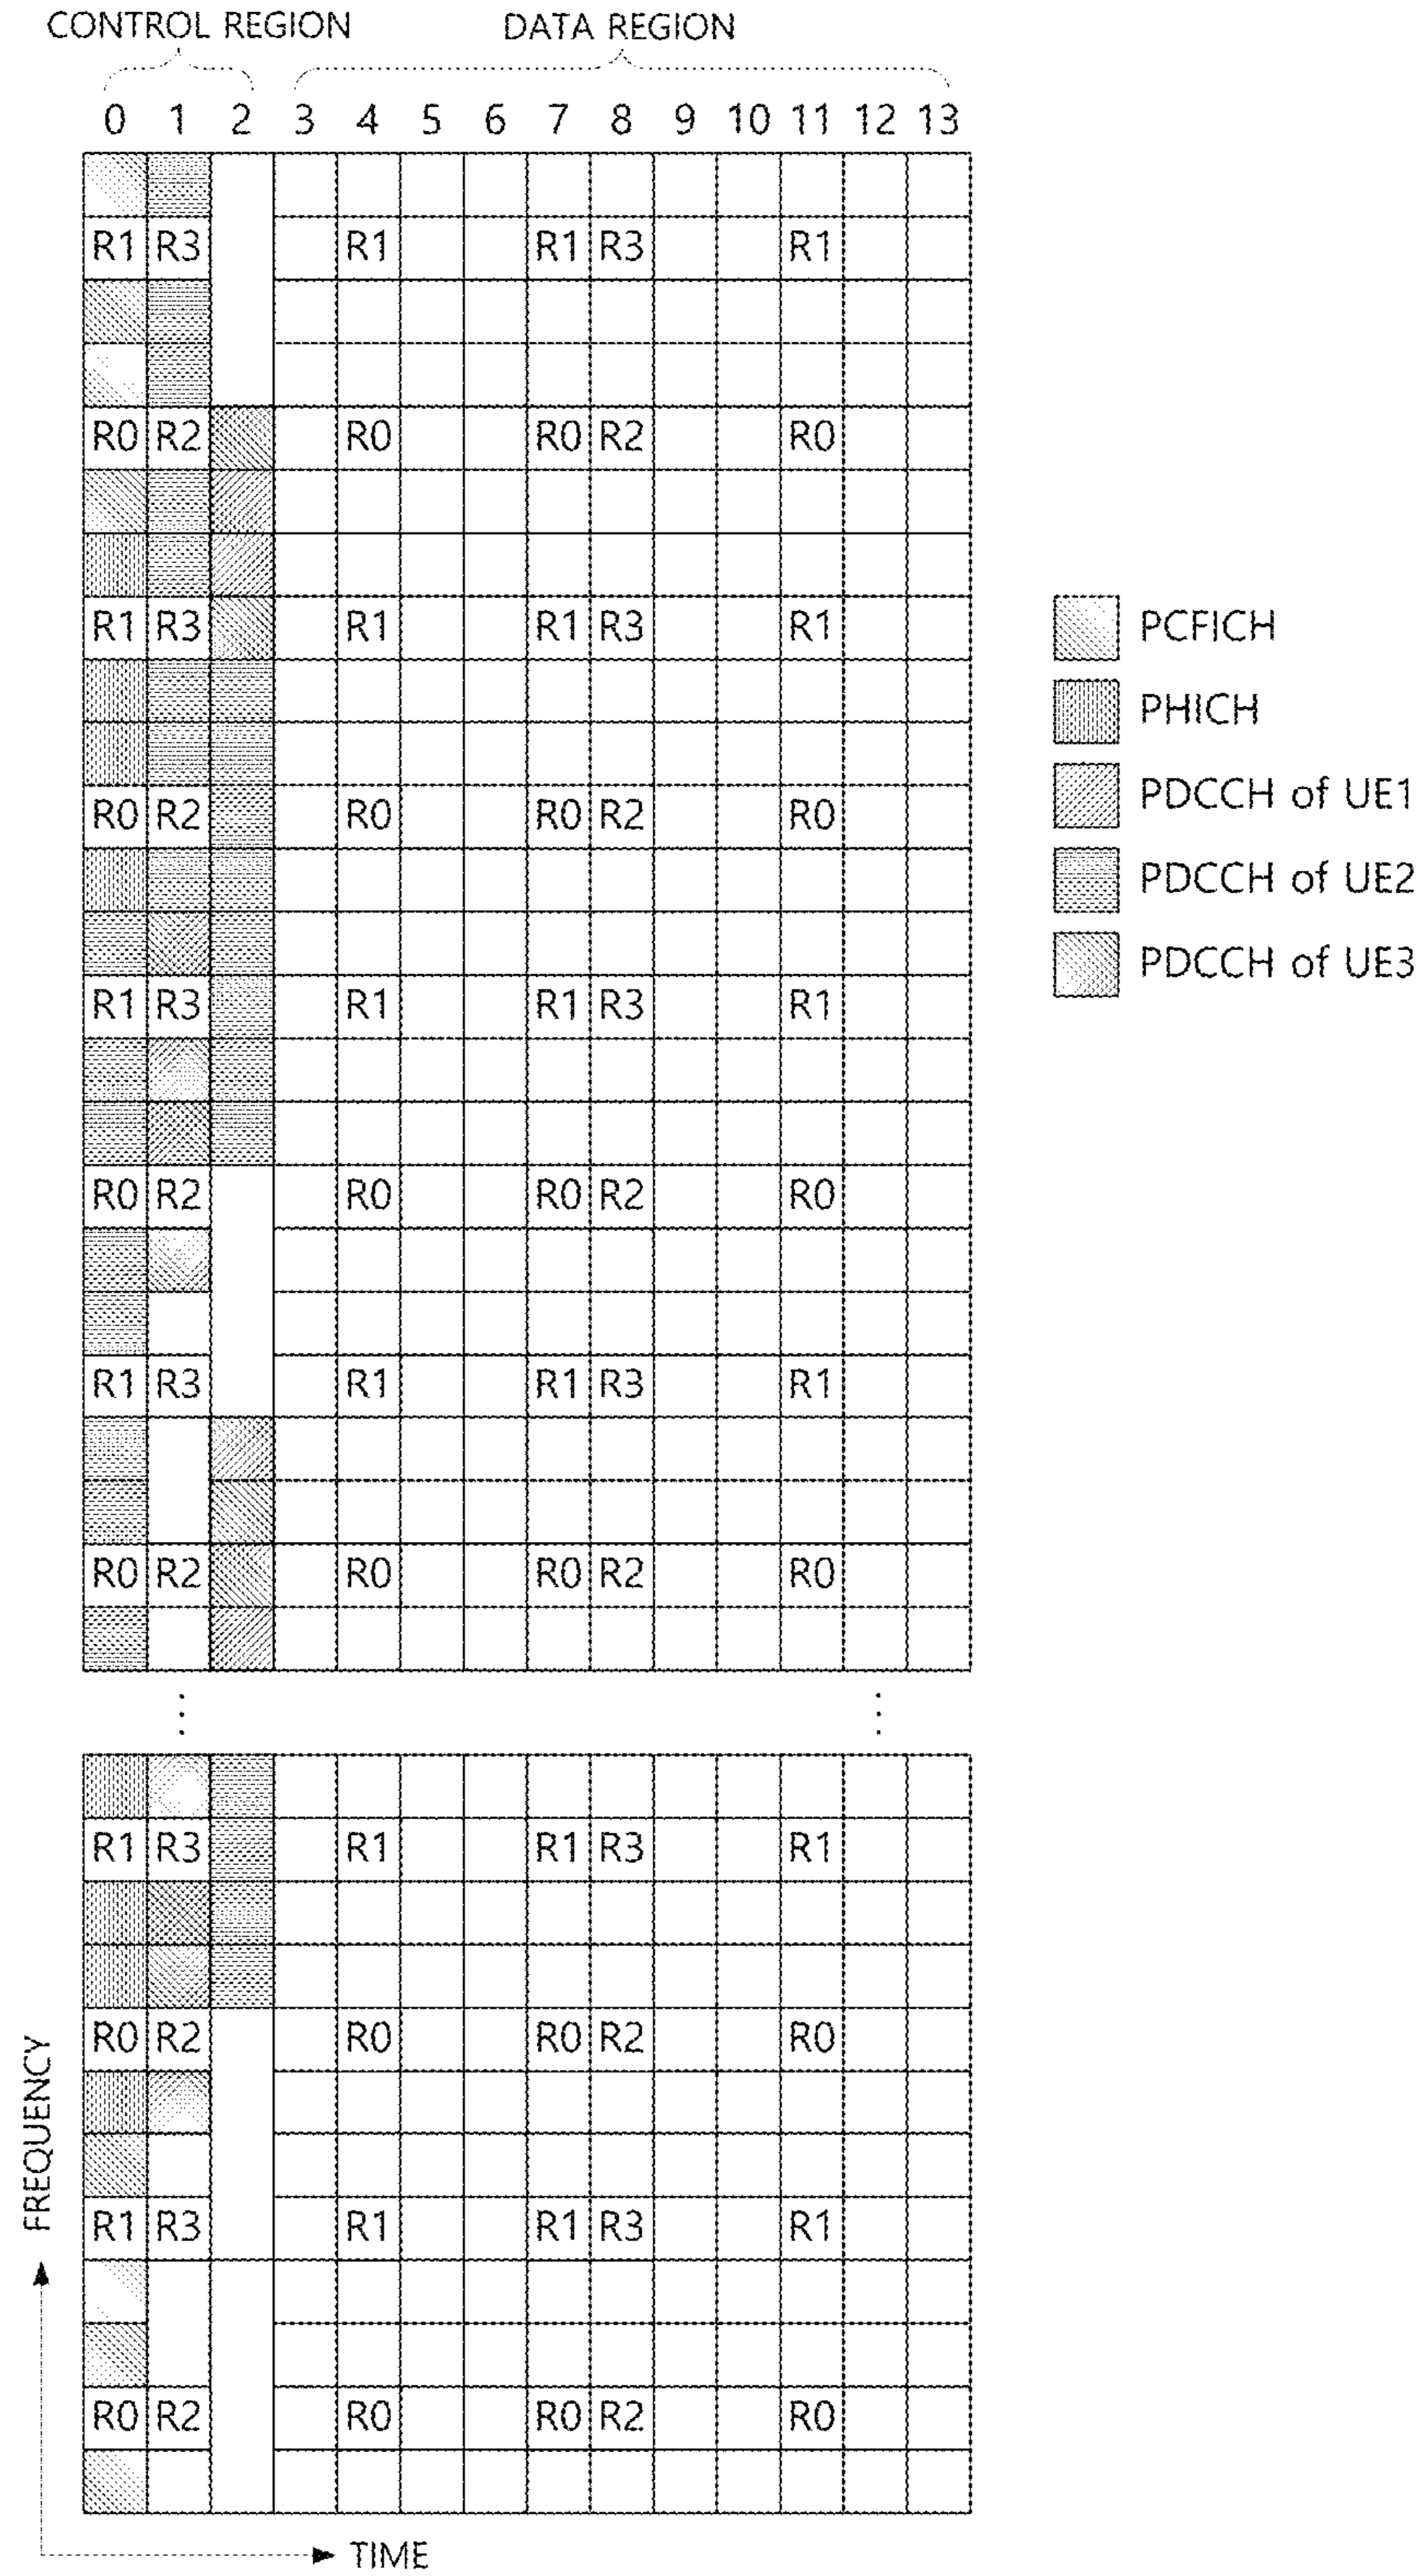 CONTROL REGION DATA REGION
0 1 2 3 4 5 6 7 8 9 10 11 12 13
R1 R3 R1 R1 R3 R1
R0 R2 R0 R0 R2 R0
R1 R3 R1 R1 R3 R1
R0 R2 R0 R0 R2 R0
R1 R3 R1 R1 R3 R1
R0 R2 R0 R0 R2 R0
R1 R3 R1 R1 R3 R1
R0 R2 R0 R0 R2 R0
R1 R3 R1 R1 R3 R1
R0 R2 R0 R0 R2 R0
R1 R3 R1 R1 R3 R1
R0 R2 R0 R0 R2 R0
PCFICH
PHICH
PDCCH of UE1
PDCCH of UE2
PDCCH of UE3
FREQUENCY
TIME